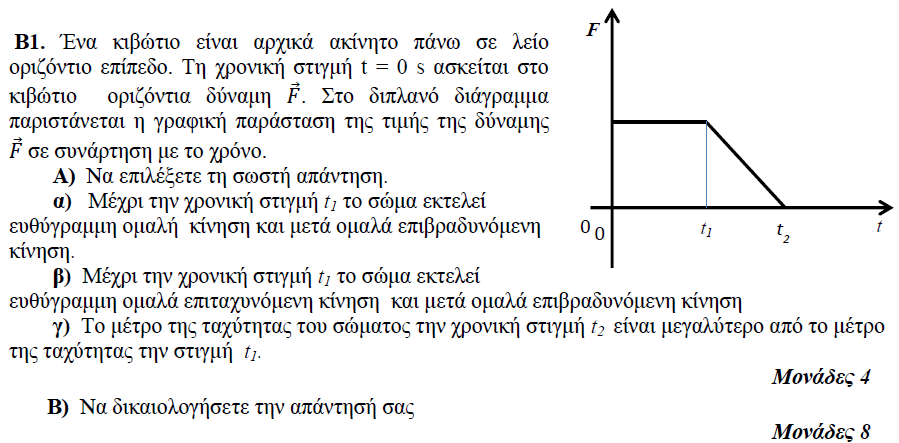 B1. Ένα κιβώτιο είναι αρχικά ακίνητο πάνω σε λείο
οριζόντιο επίπεδο. Τη χρονική στιγμή t = 0 s ασκείται στο
κιβώτιο οριζόντια δύναμη F⃗. Στο διπλανό διάγραμμα
παριστάνεται η γραφική παράσταση της τιμής της δύναμης
F⃗ σε συνάρτηση με το χρόνο.
A) Να επιλέξετε τη σωστή απάντηση.
α) Μέχρι την χρονική στιγμή t₁ το σώμα εκτελεί
ευθύγραμμη ομαλή κίνηση και μετά ομαλά επιβραδυνόμενη
κίνηση.
β) Μέχρι την χρονική στιγμή t₁ το σώμα εκτελεί
ευθύγραμμη ομαλά επιταχυνόμενη κίνηση και μετά ομαλά επιβραδυνόμενη κίνηση
γ) Το μέτρο της ταχύτητας του σώματος την χρονική στιγμή t₂ είναι μεγαλύτερο από το μέτρο
της ταχύτητας την στιγμή t₁.
Μονάδες 4
B) Να δικαιολογήσετε την απάντησή σας
Μονάδες 8
F
0 0 t₁ t₂ t